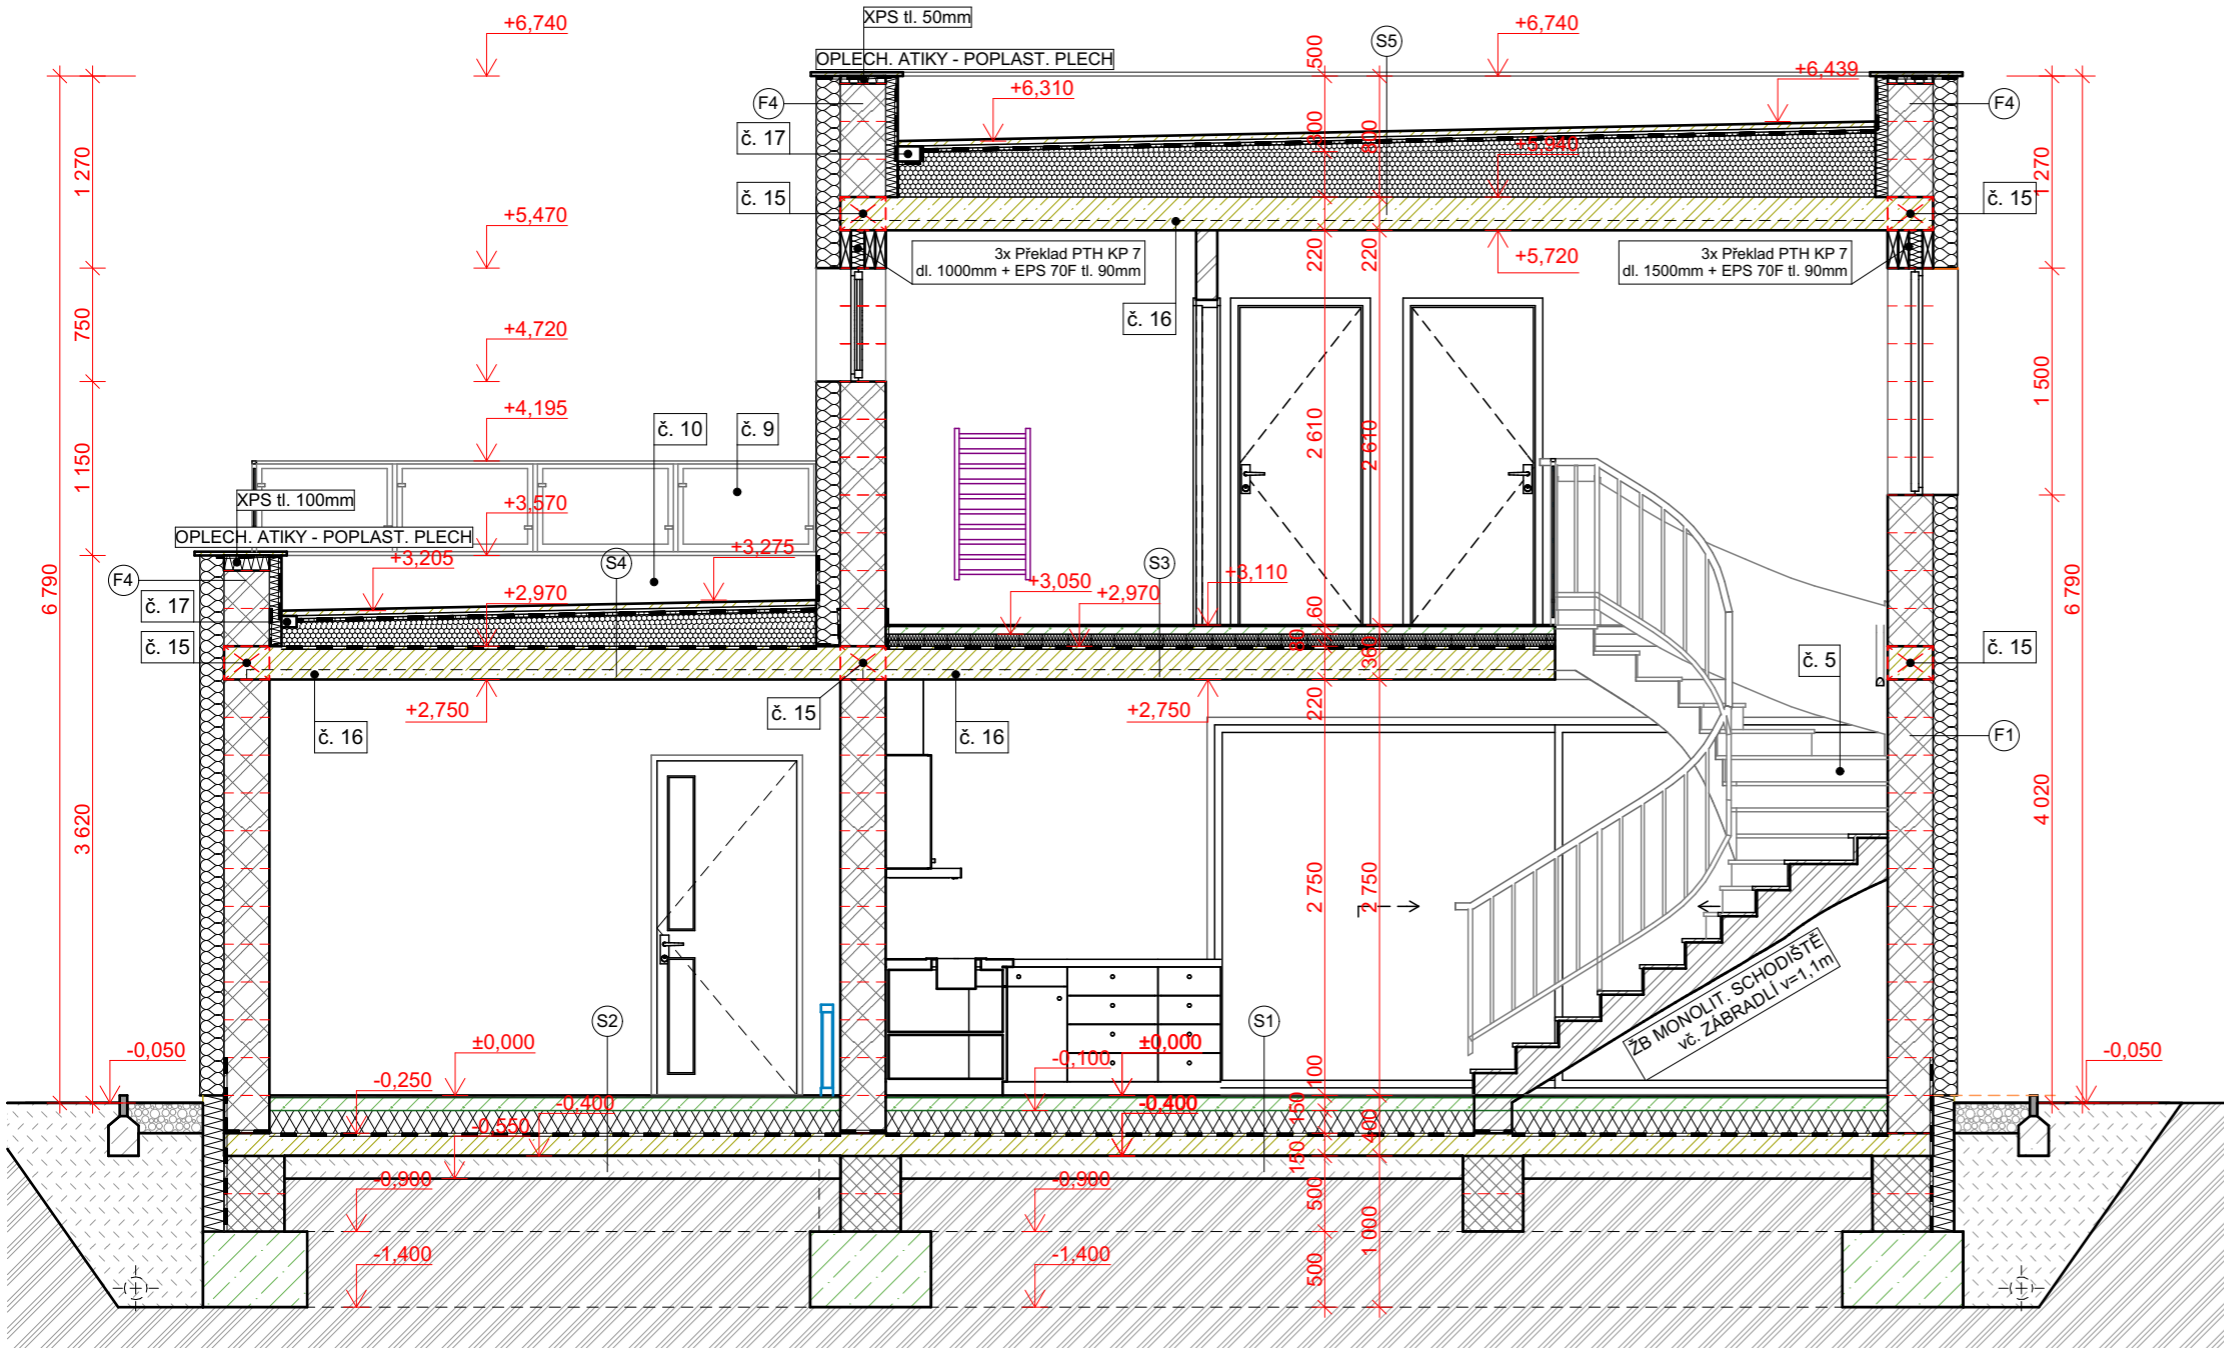 XPS tl. 50mm
+6,740
+6,740
500
S5
OPLECH. ATIKY - POPLAST. PLECH
+6,439
+6,310
F4
F4
č. 17
300
800
+5,940
1 270
1 270
č. 15
č. 15
+5,470
3x Překlad PTH KP 7
dl. 1000mm + EPS 70F tl. 90mm
220
220
+5,720
3x Překlad PTH KP 7
dl. 1500mm + EPS 70F tl. 90mm
750
+4,720
č. 16
1 500
+4,195
č. 10
č. 9
2 610
2 610
1 150
XPS tl. 100mm
+3,570
OPLECH. ATIKY - POPLAST. PLECH
+3,205
S4
+3,275
S3
F4
+3,050
+3,110
6 790
6 790
č. 17
+2,970
+2,970
60
80
360
č. 15
č. 15
č. 5
+2,750
č. 15
+2,750
220
č. 16
č. 16
F1
3 620
4 020
2 750
2 750
ŽB MONOLIT. SCHODIŠTĚ
vč. ZÁBRADLÍ v=1,1m
S2
S1
-0,050
±0,000
±0,000
-0,050
-0,100
100
-0,250
-0,400
-0,400
150
400
-0,550
150
-0,900
-0,900
500
1 000
-1,400
-1,400
500